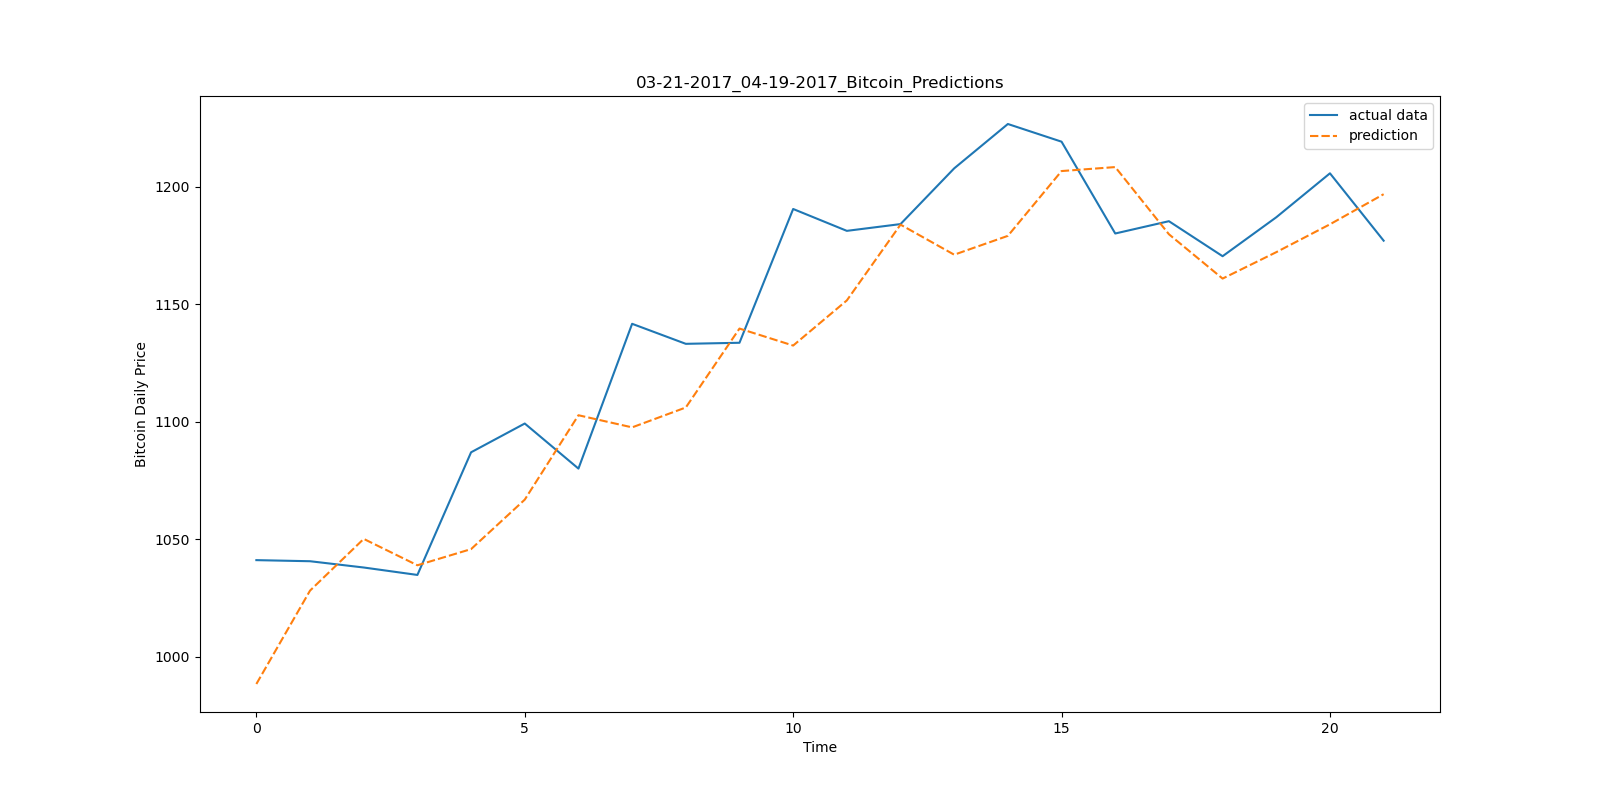 03-21-2017_04-19-2017_Bitcoin_Predictions
actual data
prediction
1200
1150
1100
1050
1000
Bitcoin Daily Price
0 5 10 15 20
Time